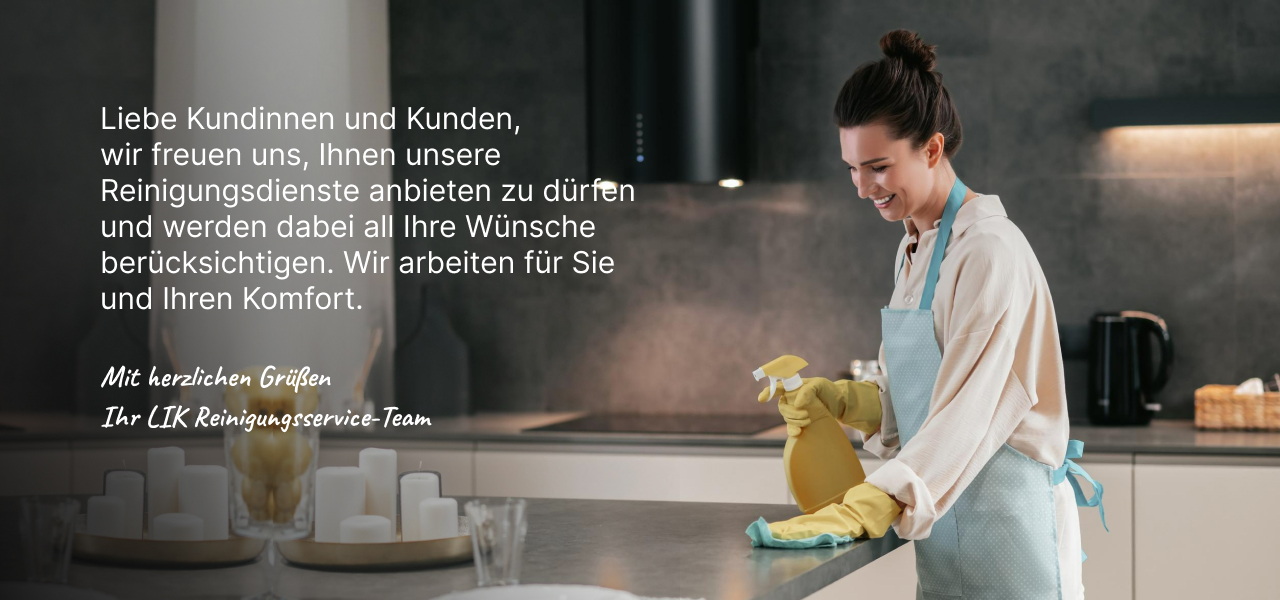 Liebe Kundinnen und Kunden,
wir freuen uns, Ihnen unsere
Reinigungsdienste anbieten zu dürfen
und werden dabei all Ihre Wünsche
berücksichtigen. Wir arbeiten für Sie
und Ihren Komfort.
Mit herzlichen Grüßen
Ihr LIK Reinigungsservice-Team